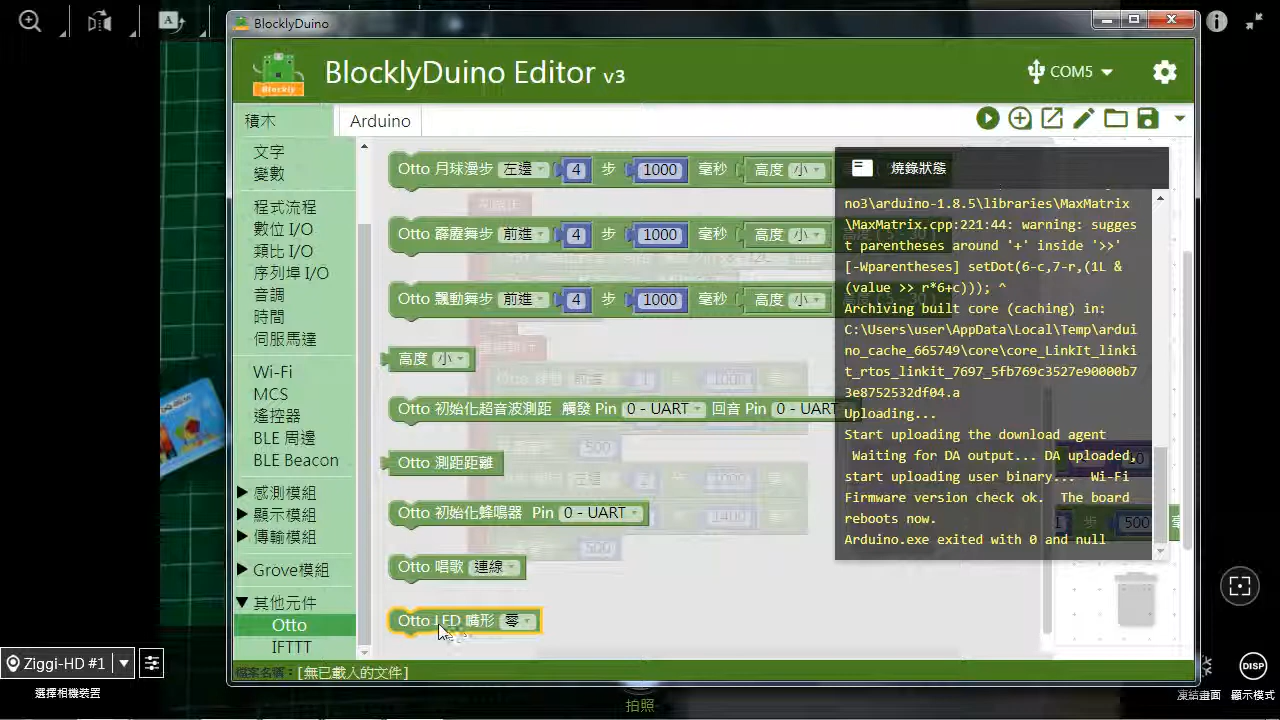 A
BlocklyDuino
Blockly
BlocklyDuino Editor v3
COM5
積木
Arduino
文字
變數
程式流程
數位 I/O
類比 I/O
序列埠 I/O
音調
時間
伺服馬達
Wi-Fi
MCS
遙控器
BLE 周邊
BLE Beacon
感測模組
顯示模組
傳輸模組
Grove模組
其他元件
Otto
IFTTT
Otto 月球漫步 左邊 4 步 1000 毫秒 高度 小
Otto 霹靂舞步 前進 4 步 1000 毫秒 高度 小
Otto 飄動舞步 前進 4 步 1000 毫秒 高度 小
高度 小
Otto 初始化超音波測距 觸發 Pin 0 - UART 回音 Pin 0 - UART
Otto 測距距離
Otto 初始化蜂鳴器 Pin 0 - UART
Otto 唱歌 連線
Otto LED 嘴形 零
500
500
燒錄狀態
no3\arduino-1.8.5\libraries\MaxMatrix
\MaxMatrix.cpp:221:44: warning: sugges
t parentheses around '+' inside '>>'
[-Wparentheses] setDot(6-c,7-r,(1L &
(value >> r*6+c))); ^
Archiving built core (caching) in:
C:\Users\user\AppData\Local\Temp\ardui
no_cache_665749\core\core_LinkIt_linki
t_rtos_linkit_7697_5fb769c3527e90000b7
3e8752532df04.a
Uploading...
Start uploading the download agent
Waiting for DA output... DA uploaded,
start uploading user binary... Wi-Fi
Firmware version check ok. The board
reboots now.
Arduino.exe exited with 0 and null
步 500
檔案名稱：[無已載入的文件]
Ziggi-HD #1
選擇相機裝置
拍照
凍結畫面
DISP
顯示模式